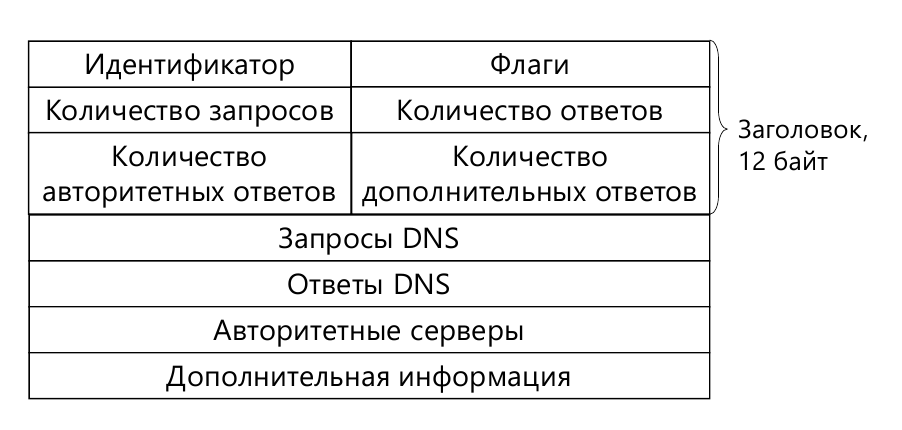 Идентификатор
Флаги
Количество запросов
Количество ответов
Количество
авторитетных ответов
Количество
дополнительных ответов
Заголовок,
12 байт
Запросы DNS
Ответы DNS
Авторитетные серверы
Дополнительная информация